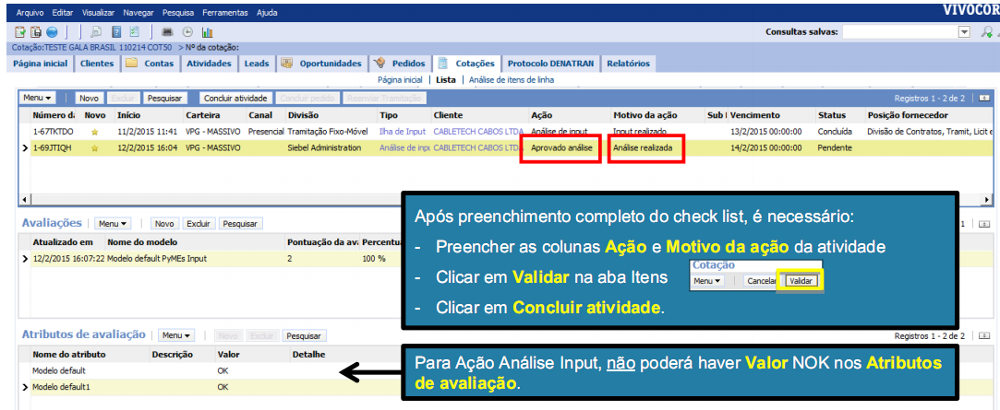 Arquivo Editar Visualizar Navegar Pesquisa Ferramentas Ajuda
VIVOCOR
Consultas salvas:
Cotação:TESTE GALA BRASIL 110214 COT50 > Nº da cotação:
Página inicial Clientes Contas Atividades Leads Oportunidades Pedidos Cotações Protocolo DENATRAN Relatórios
Página inicial | Lista | Análise de itens de linha
Menu Novo Excluir Pesquisar Concluir atividade Concluir pedido Reenviar Tramitação Registros 1 - 2 de 2
Número da Novo Início Carteira Canal Divisão Tipo Cliente Ação Motivo da ação Sub I Vencimento Status Posição fornecedor
1-67TKTDO 11/2/2015 11:41 VPG - MASSIVO Presencial Tramitação Fixo-Móvel Ilha de Input CABLETECH CABOS LTDA Análise de input Input realizado 13/2/2015 00:00:00 Concluída Divisão de Contratos, Tramit, Licit e
1-69JTIQH 12/2/2015 16:04 VPG - MASSIVO Siebel Administration Análise de inpu CABLETECH CABOS LTDA Aprovado análise Análise realizada 14/2/2015 00:00:00 Pendente
Avaliações Menu Novo Excluir Pesquisar 1
Atualizado em Nome do modelo Pontuação da ava Percentua
12/2/2015 16:07:22 Modelo default PyMEs Input 2 100 %
Após preenchimento completo do check list, é necessário:
- Preencher as colunas Ação e Motivo da ação da atividade
- Clicar em Validar na aba Itens
Cotação
Menu Cancelar Validar
- Clicar em Concluir atividade.
Atributos de avaliação Menu Novo Excluir Pesquisar Registros 1 - 2 de 2
Nome do atributo Descrição Valor Detalhe
Modelo default OK
Modelo default1 OK
Para Ação Análise Input, não poderá haver Valor NOK nos Atributos
de avaliação.